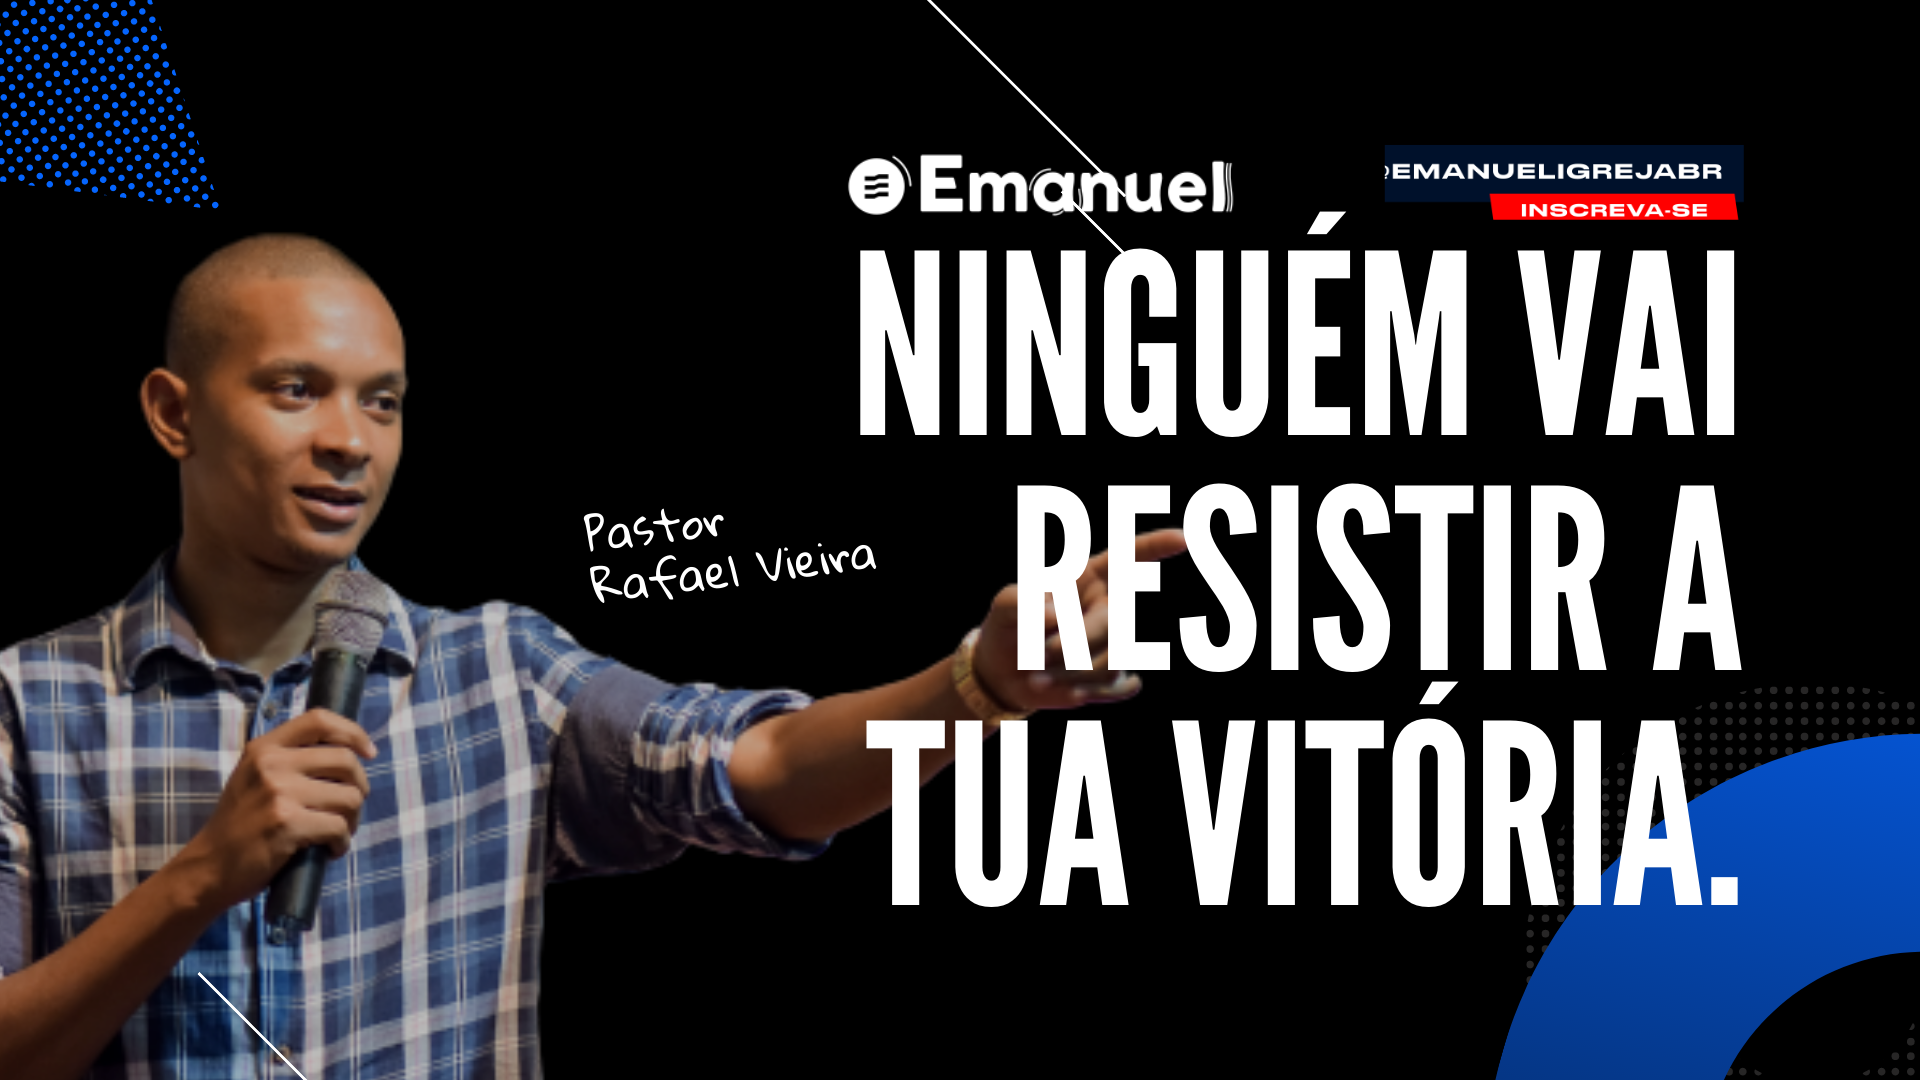 Emanuel
@EMANUELIGREJABR
INSCREVA-SE
NINGUÉM VAI
RESISTIR A
TUA VITÓRIA.
Pastor
Rafael Vieira